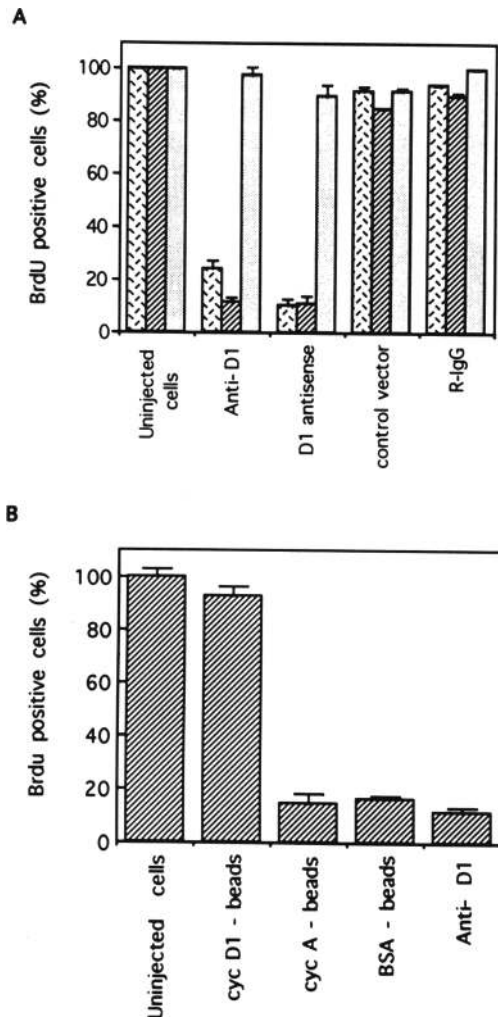 A
BrdU positive cells (%)
100
80
60
40
20
0
Uninjected
cells
Anti-D1
D1 antisense
control vector
R-IgG
B
Brdu positive cells (%)
100
80
60
40
20
0
Uninjected cells
cyc D1 - beads
cyc A - beads
BSA - beads
Anti- D1